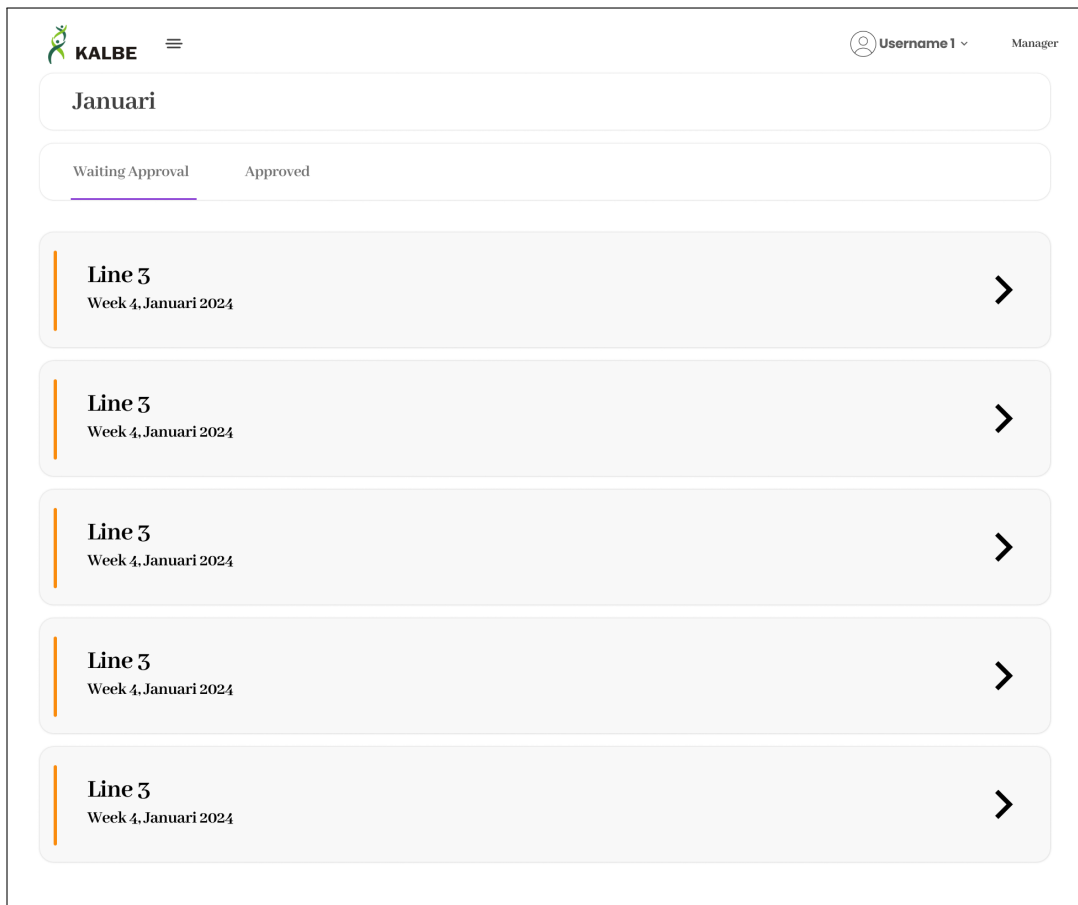 KALBE
Username 1
Manager
Januari
Waiting Approval
Approved
Line 3
Week 4, Januari 2024
Line 3
Week 4, Januari 2024
Line 3
Week 4, Januari 2024
Line 3
Week 4, Januari 2024
Line 3
Week 4, Januari 2024